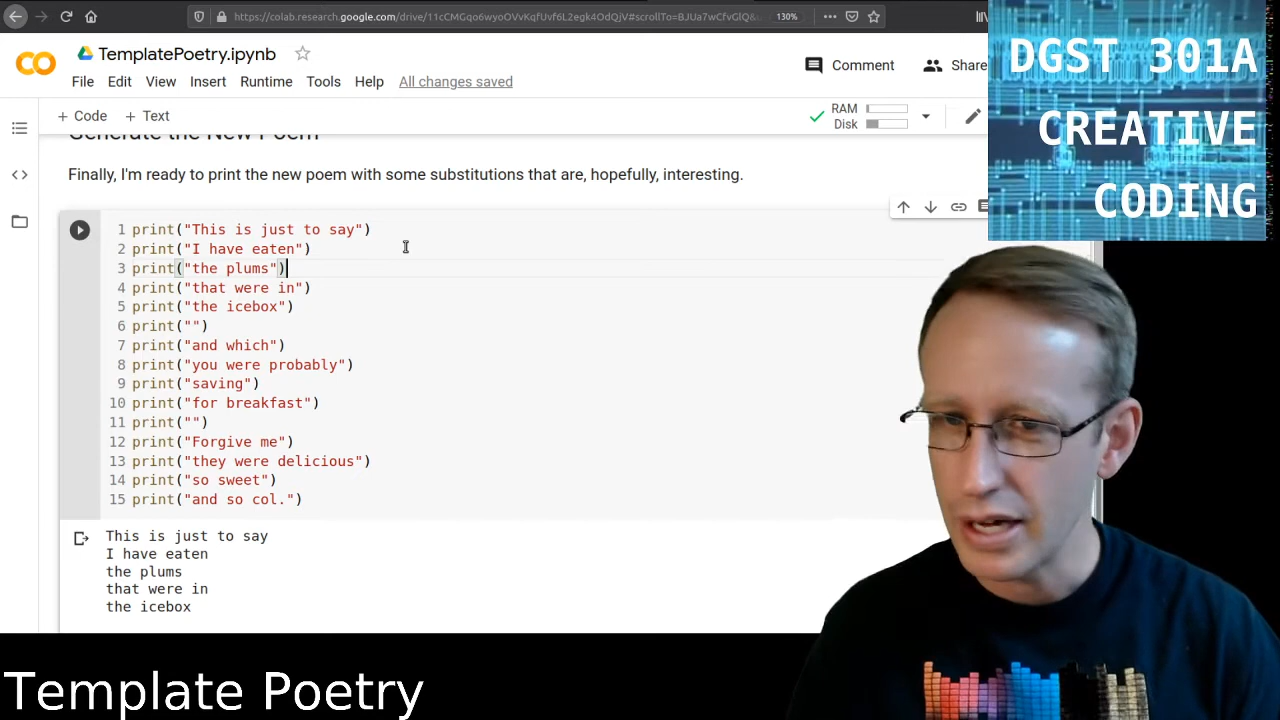 https://colab.research.google.com/drive/11cCMGqo6wyoOVvKqfUvf6L2egk4OdQjV#scrollTo=BJUa7wCfvGlQ&
130%
TemplatePoetry.ipynb
File Edit View Insert Runtime Tools Help All changes saved
Comment
Share
+ Code + Text
RAM
Disk
Generate the New Poem
Finally, I'm ready to print the new poem with some substitutions that are, hopefully, interesting.
1 print("This is just to say")
2 print("I have eaten")
3 print("the plums")
4 print("that were in")
5 print("the icebox")
6 print("")
7 print("and which")
8 print("you were probably")
9 print("saving")
10 print("for breakfast")
11 print("")
12 print("Forgive me")
13 print("they were delicious")
14 print("so sweet")
15 print("and so col.")
This is just to say
I have eaten
the plums
that were in
the icebox
DGST 301A
CREATIVE
CODING
Template Poetry